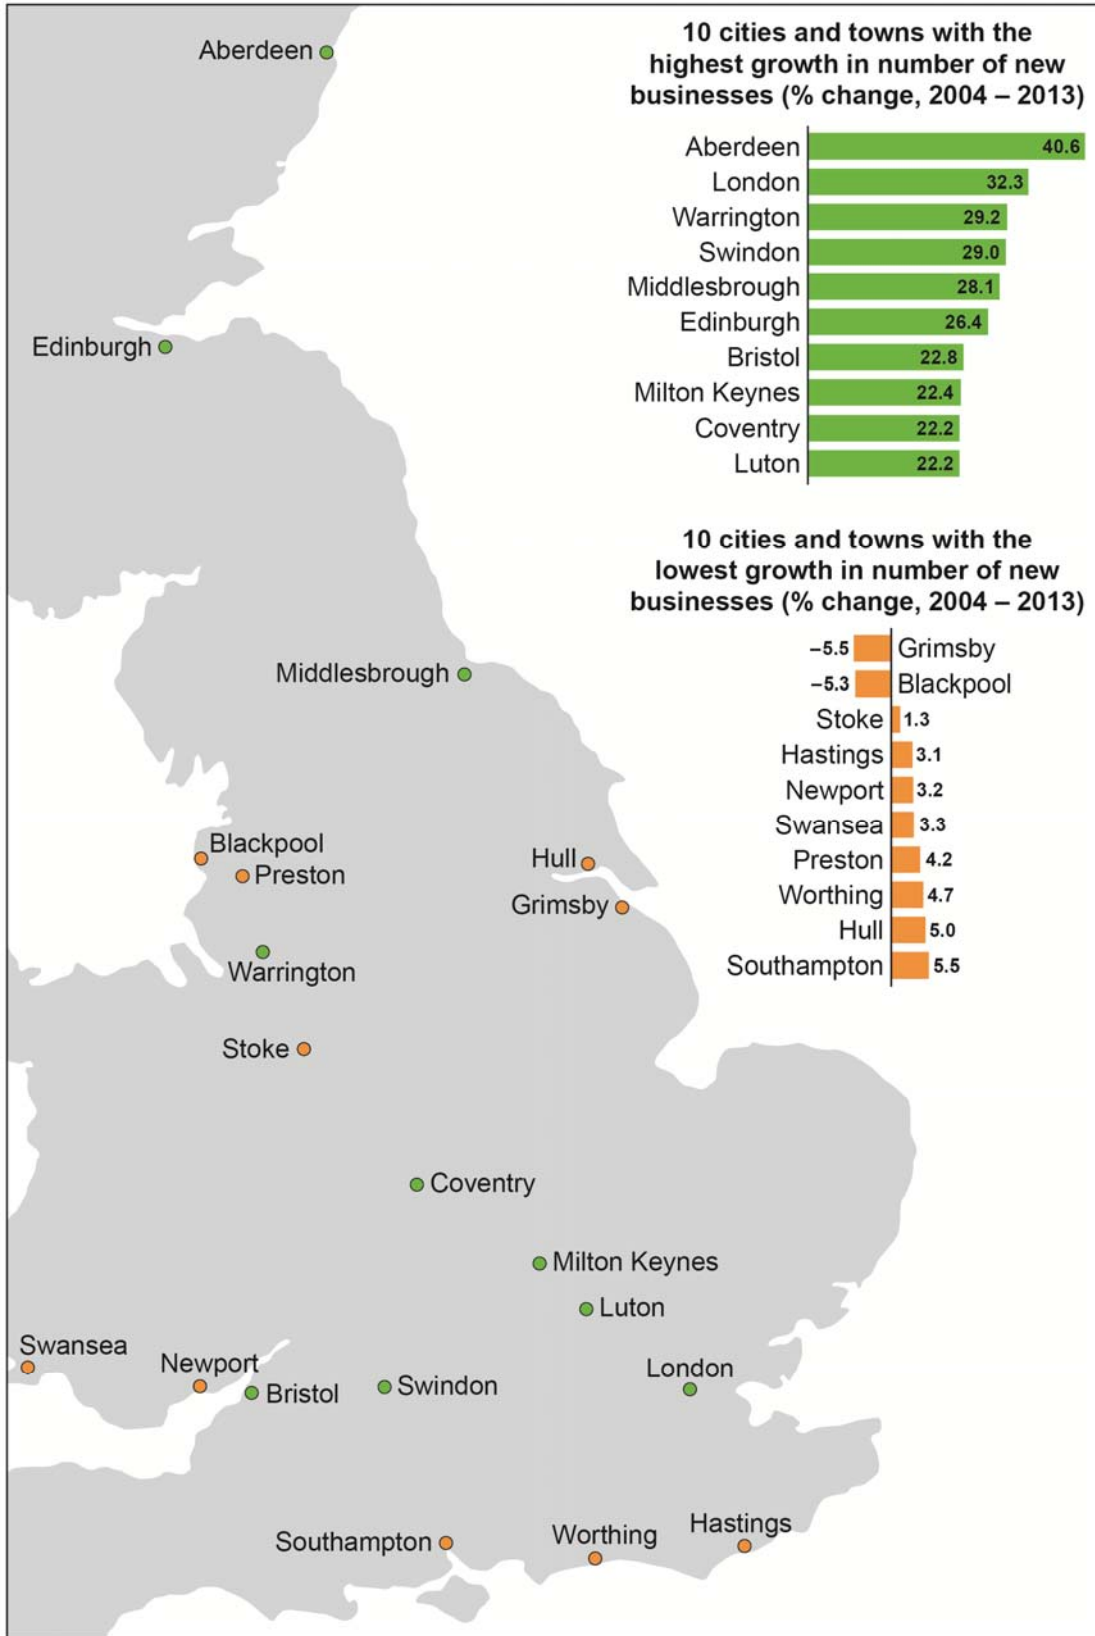 10 cities and towns with the
highest growth in number of new
businesses (% change, 2004 – 2013)
Aberdeen 40.6
London 32.3
Warrington 29.2
Swindon 29.0
Middlesbrough 28.1
Edinburgh 26.4
Bristol 22.8
Milton Keynes 22.4
Coventry 22.2
Luton 22.2
10 cities and towns with the
lowest growth in number of new
businesses (% change, 2004 – 2013)
–5.5 Grimsby
–5.3 Blackpool
Stoke 1.3
Hastings 3.1
Newport 3.2
Swansea 3.3
Preston 4.2
Worthing 4.7
Hull 5.0
Southampton 5.5
Aberdeen
Edinburgh
Middlesbrough
Blackpool
Preston
Hull
Grimsby
Warrington
Stoke
Coventry
Milton Keynes
Luton
Swansea
Newport
Bristol
Swindon
London
Southampton
Worthing
Hastings